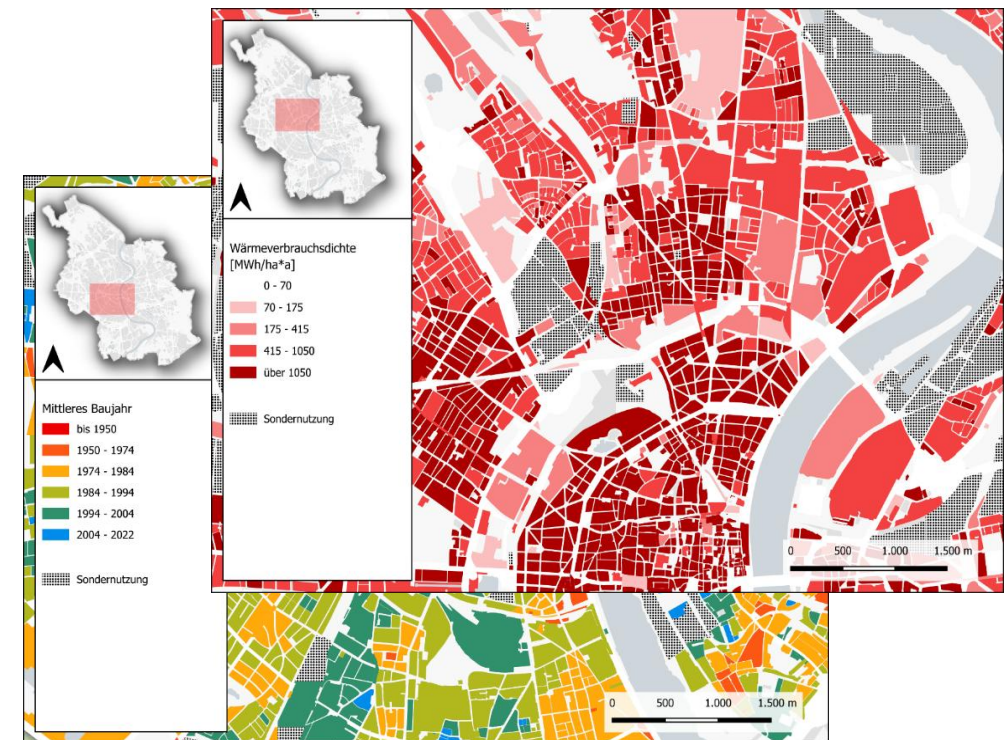 Wärmeverbrauchsdichte
[MWh/ha*a]
0 - 70
70 - 175
175 - 415
415 - 1050
über 1050
Sondernutzung
0 500 1.000 1.500 m
Mittleres Baujahr
bis 1950
1950 - 1974
1974 - 1984
1984 - 1994
1994 - 2004
2004 - 2022
Sondernutzung
0 500 1.000 1.500 m